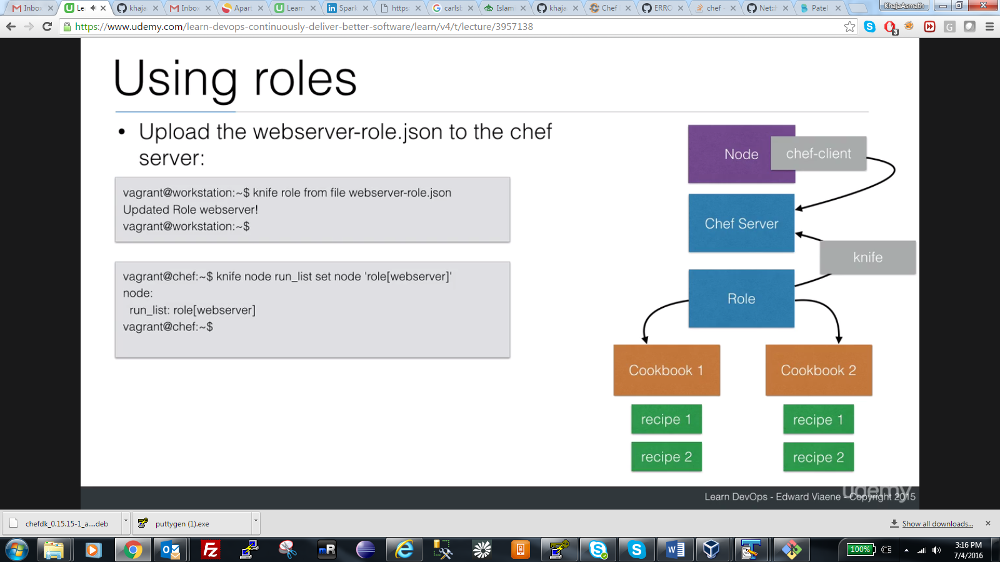 Inbox
Le
khaja
Inbox
Apart
Learn
Spark
https:
carlsb
Islam
khaja
Chef
ERRO
chef
Net::H
Patel
KhajaAsmath
https://www.udemy.com/learn-devops-continuously-deliver-better-software/learn/v4/t/lecture/3957138
3
G
Using roles
• Upload the webserver-role.json to the chef
server:
vagrant@workstation:~$ knife role from file webserver-role.json
Updated Role webserver!
vagrant@workstation:~$
vagrant@chef:~$ knife node run_list set node 'role[webserver]'
node:
run_list: role[webserver]
vagrant@chef:~$
Node
chef-client
Chef Server
knife
Role
Cookbook 1
Cookbook 2
recipe 1
recipe 1
recipe 2
recipe 2
udemy
Learn DevOps - Edward Viaene - Copyright 2015
chefdk_0.15.15-1_a....deb
puttygen (1).exe
Show all downloads...
100%
3:16 PM
7/4/2016